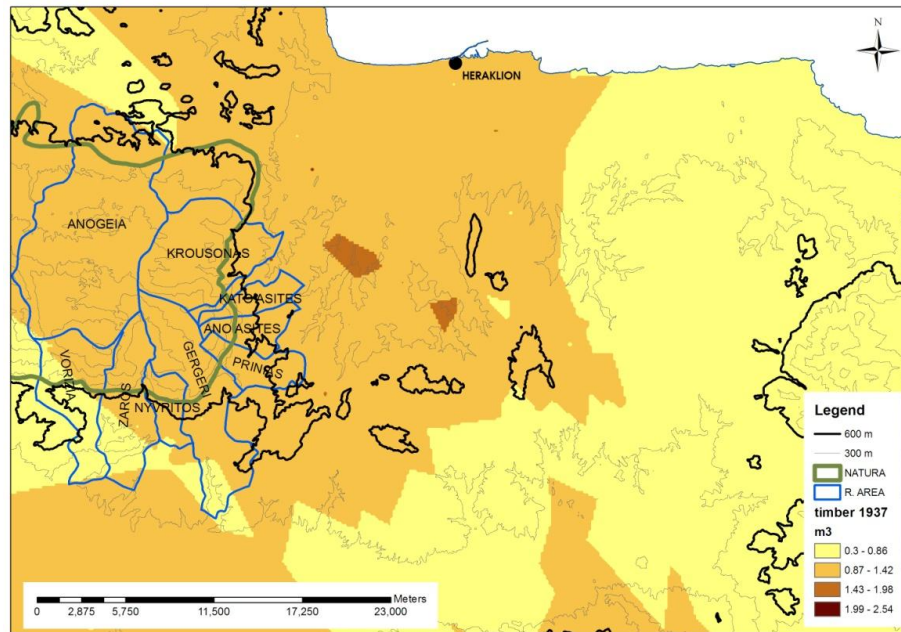 N
HERAKLION
ANOGEIA
KROUSONAS
KATO ASITES
ANO ASITES
GERGERI
PRINIAS
VORIZIA
ZAROS
NYVRITOS
Legend
600 m
300 m
NATURA
R. AREA
timber 1937
m3
0.3 - 0.86
0.87 - 1.42
1.43 - 1.98
1.99 - 2.54
Meters
0 2,875 5,750 11,500 17,250 23,000